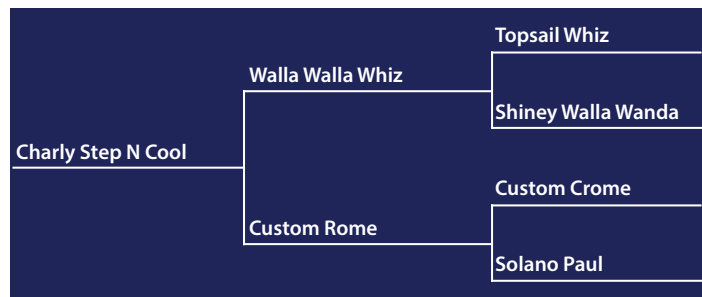 Topsail Whiz
Walla Walla Whiz
Shiney Walla Wanda
Charly Step N Cool
Custom Crome
Custom Rome
Solano Paul